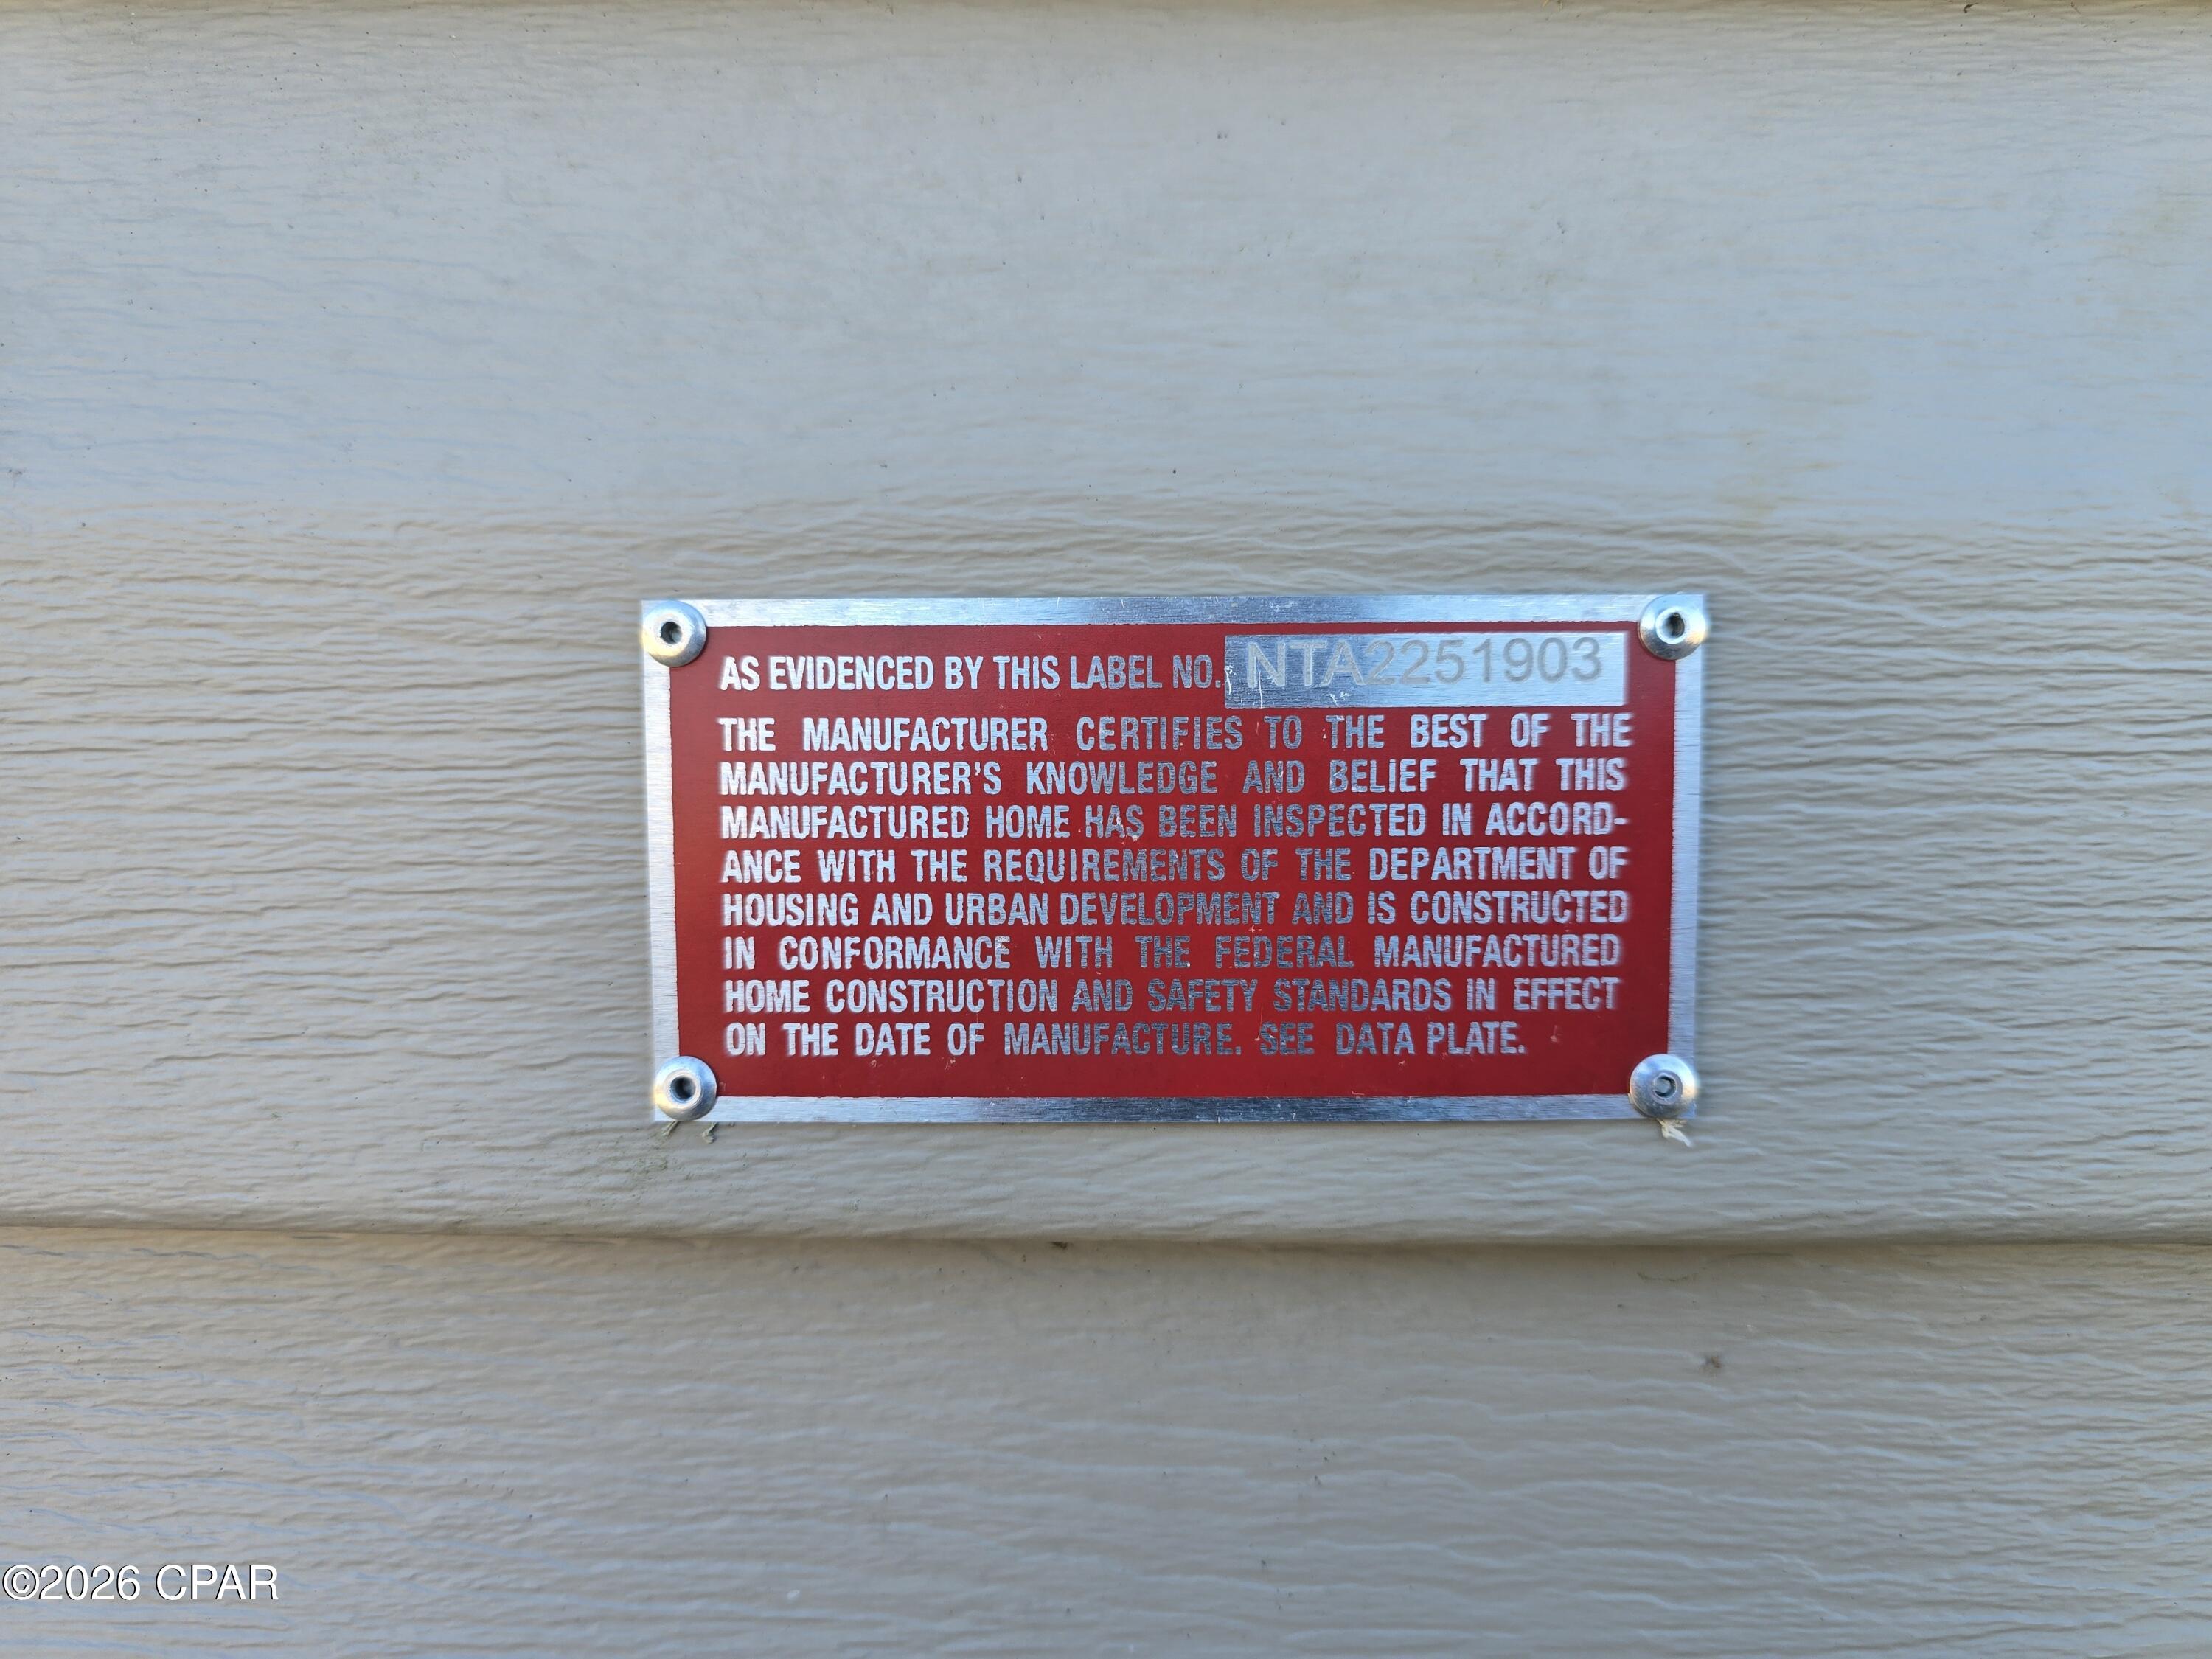 AS EVIDENCED BY THIS LABEL NO. NTA2251903
THE MANUFACTURER CERTIFIES TO THE BEST OF THE
MANUFACTURER'S KNOWLEDGE AND BELIEF THAT THIS
MANUFACTURED HOME HAS BEEN INSPECTED IN ACCORD-
ANCE WITH THE REQUIREMENTS OF THE DEPARTMENT OF
HOUSING AND URBAN DEVELOPMENT AND IS CONSTRUCTED
IN CONFORMANCE WITH THE FEDERAL MANUFACTURED
HOME CONSTRUCTION AND SAFETY STANDARDS IN EFFECT
ON THE DATE OF MANUFACTURE. SEE DATA PLATE.
©2026 CPAR